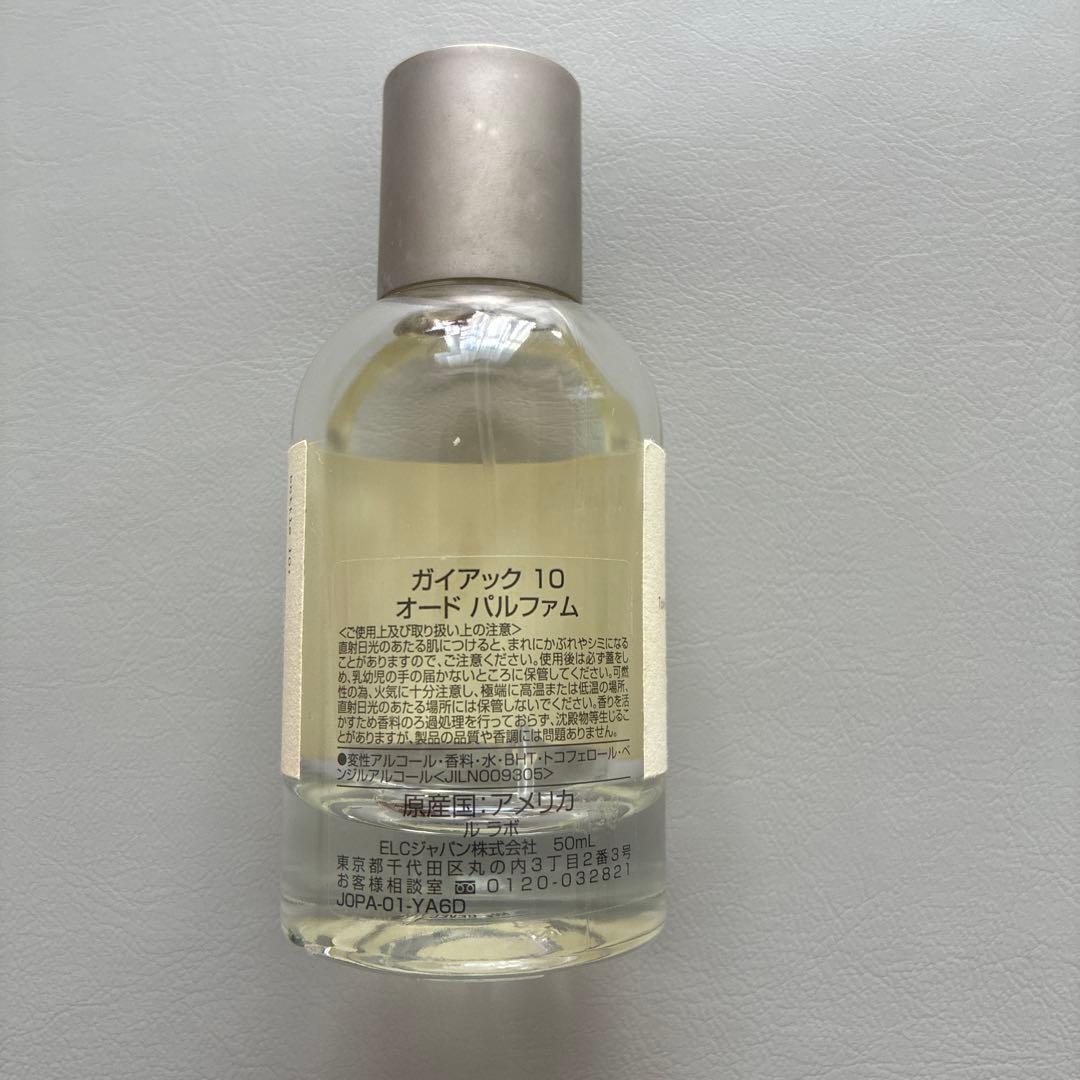 ガイアック 10
オード パルファム
<ご使用上及び取り扱い上の注意>
直射日光のあたる肌につけると、まれにかぶれやシミになる
ことがありますので、ご注意ください。使用後は必ず蓋をし
め、乳幼児の手の届かないところに保管してください。可燃
性の為、火気に十分注意し、極端に高温または低温の場所、
直射日光のあたる場所には保管しないでください。香りを活
かすため香料のろ過処理を行っておらず、沈殿物等生じるこ
とがありますが、製品の品質や香調には問題ありません。
●変性アルコール・香料・水・BHT・トコフェロール・ベ
ンジルアルコール<JILN009305>
原産国：アメリカ
ル ラボ
ELCジャパン株式会社 50mL
東京都千代田区丸の内3丁目2番3号
お客様相談室 0120-032821
J0PA-01-YA6D